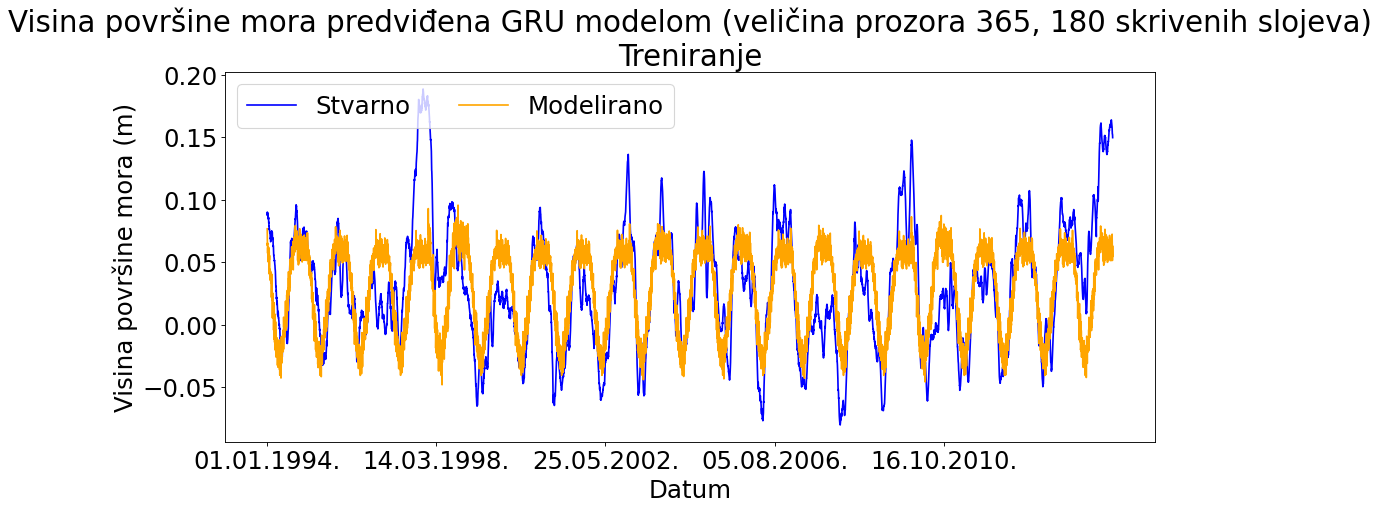 Visina površine mora predviđena GRU modelom (veličina prozora 365, 180 skrivenih slojeva)
Treniranje
Stvarno
Modelirano
Visina površine mora (m)
0.20
0.15
0.10
0.05
0.00
−0.05
01.01.1994.
14.03.1998.
25.05.2002.
05.08.2006.
16.10.2010.
Datum